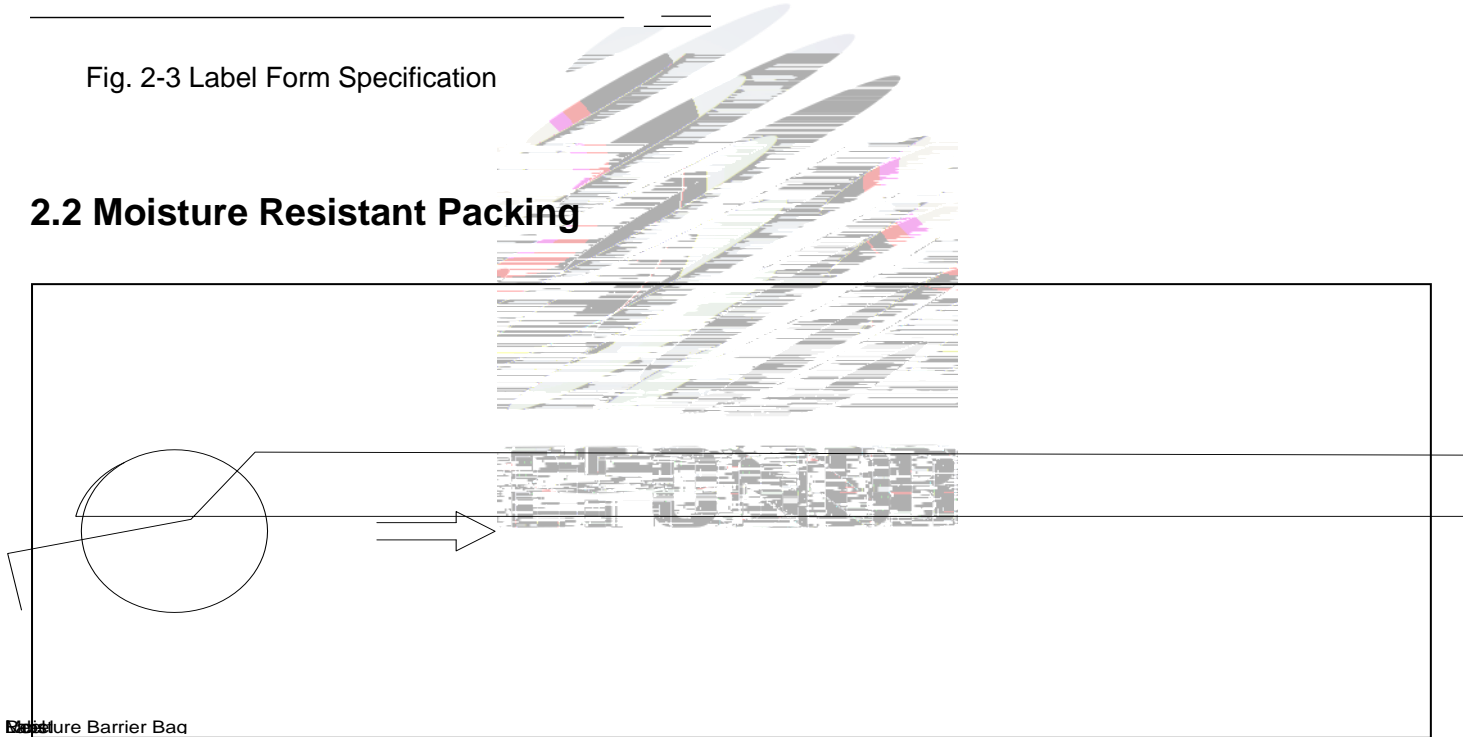 Fig. 2-3 Label Form Specification
2.2 Moisture Resistant Packing
Moisture Barrier Bag